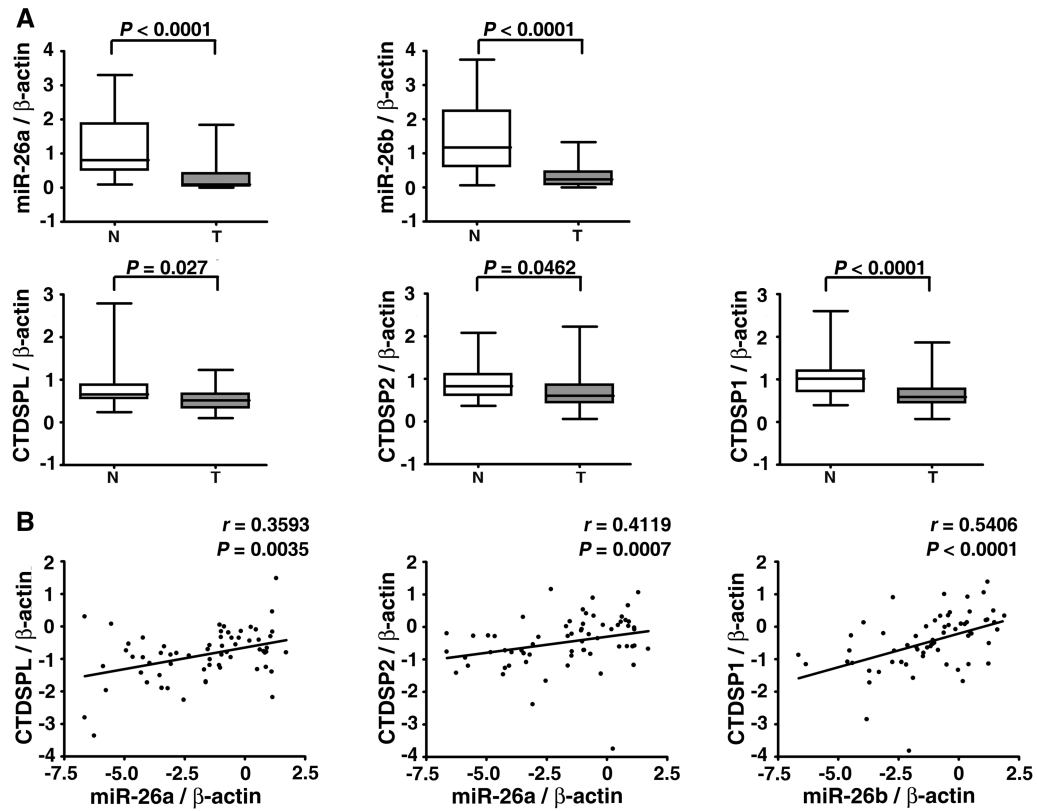 A
P < 0.0001
miR-26a / β-actin
4
3
2
1
0
-1
N T
P < 0.0001
miR-26b / β-actin
4
3
2
1
0
-1
N T
P = 0.027
CTDSPL / β-actin
3
2
1
0
-1
N T
P = 0.0462
CTDSP2 / β-actin
3
2
1
0
-1
N T
P < 0.0001
CTDSP1 / β-actin
3
2
1
0
-1
N T
B
r = 0.3593
P = 0.0035
CTDSPL / β-actin
2
1
0
-1
-2
-3
-4
-7.5 -5.0 -2.5 0 2.5
miR-26a / β-actin
r = 0.4119
P = 0.0007
CTDSP2 / β-actin
2
1
0
-1
-2
-3
-4
-7.5 -5.0 -2.5 0 2.5
miR-26a / β-actin
r = 0.5406
P < 0.0001
CTDSP1 / β-actin
2
1
0
-1
-2
-3
-4
-7.5 -5.0 -2.5 0 2.5
miR-26b / β-actin